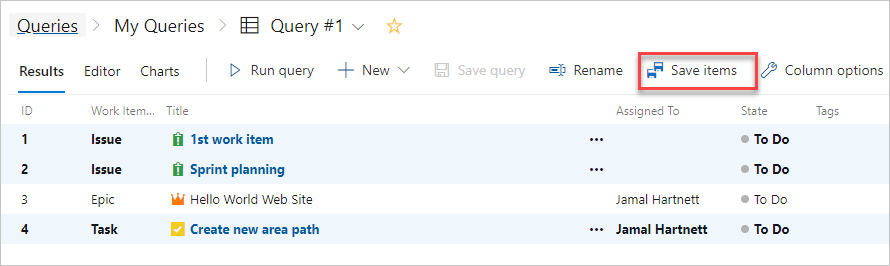 Queries > My Queries > Query #1
Results Editor Charts Run query New Save query Rename Save items Column options
ID Work Item... Title Assigned To State Tags
1 Issue 1st work item ••• To Do
2 Issue Sprint planning ••• To Do
3 Epic Hello World Web Site Jamal Hartnett To Do
4 Task Create new area path ••• Jamal Hartnett To Do